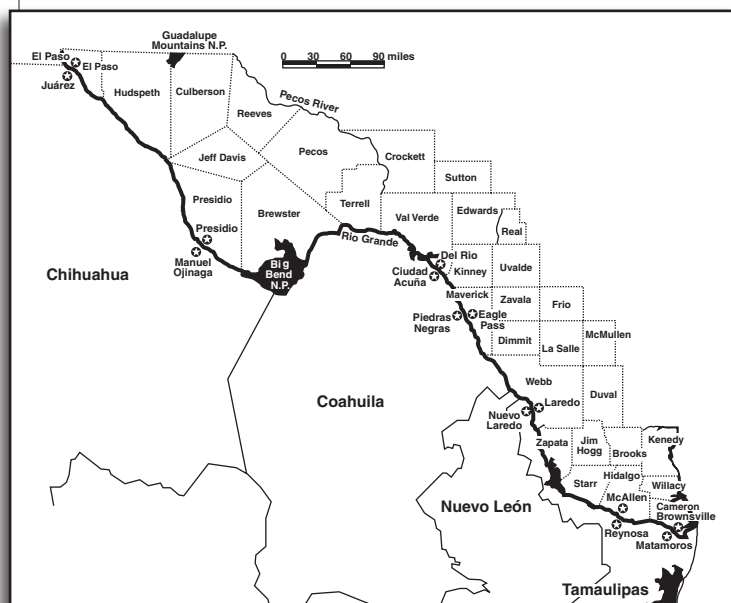 Guadalupe
Mountains N.P.
0 30 60 90 miles
El Paso
El Paso
Juárez
Hudspeth
Culberson
Reeves
Pecos River
Jeff Davis
Pecos
Crockett
Sutton
Presidio
Brewster
Terrell
Val Verde
Edwards
Real
Presidio
Manuel
Ojinaga
Rio Grande
Big
Bend
N.P.
Del Rio
Ciudad
Acuña
Kinney
Uvalde
Chihuahua
Maverick
Zavala
Frio
Piedras
Negras
Eagle
Pass
Dimmit
La Salle
McMullen
Coahuila
Webb
Duval
Laredo
Nuevo
Laredo
Zapata
Jim
Hogg
Brooks
Kenedy
Starr
Hidalgo
Willacy
McAllen
Cameron
Brownsville
Nuevo León
Reynosa
Matamoros
Tamaulipas